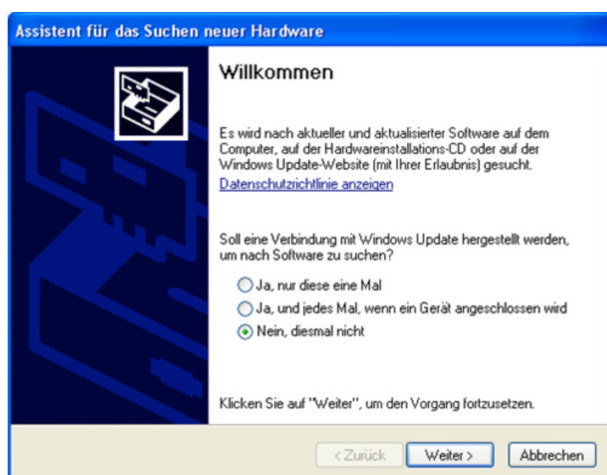 Assistent für das Suchen neuer Hardware
Willkommen
Es wird nach aktueller und aktualisierter Software auf dem
Computer, auf der Hardwareinstallations-CD oder auf der
Windows Update-Website (mit Ihrer Erlaubnis) gesucht.
Datenschutzrichtlinie anzeigen
Soll eine Verbindung mit Windows Update hergestellt werden,
um nach Software zu suchen?
Ja, nur diese eine Mal
Ja, und jedes Mal, wenn ein Gerät angeschlossen wird
Nein, diesmal nicht
Klicken Sie auf "Weiter", um den Vorgang fortzusetzen.
< Zurück Weiter > Abbrechen